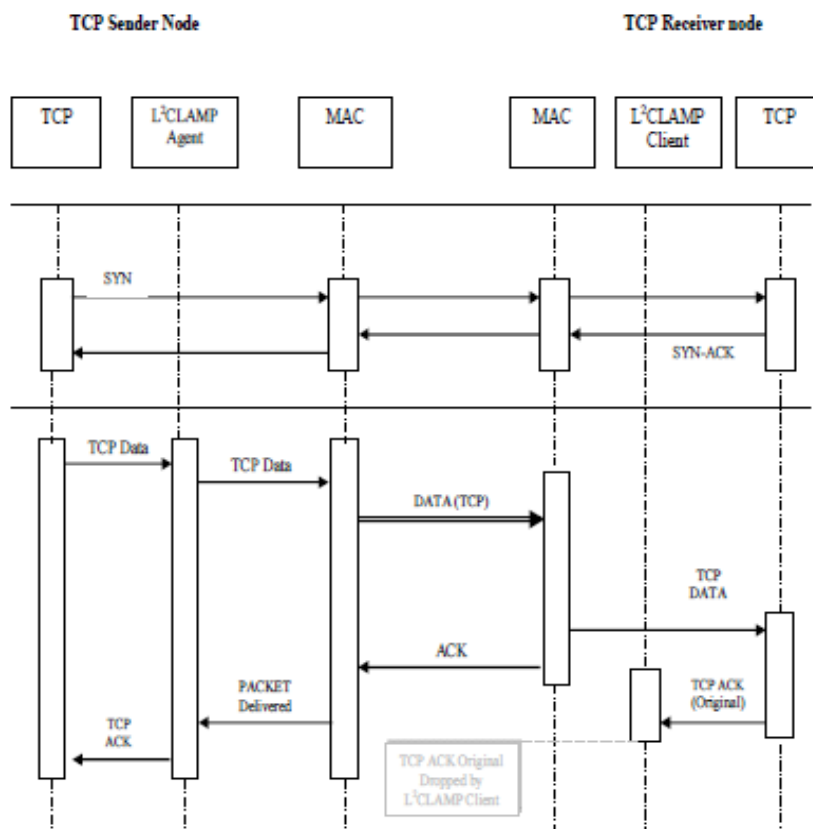 TCP Sender Node
TCP Receiver node
TCP
L²CLAMP
Agent
MAC
MAC
L²CLAMP
Client
TCP
SYN
SYN-ACK
TCP Data
TCP Data
DATA (TCP)
TCP
DATA
ACK
PACKET
Delivered
TCP ACK
(Original)
TCP
ACK
TCP ACK Original
Dropped by
L²CLAMP Client